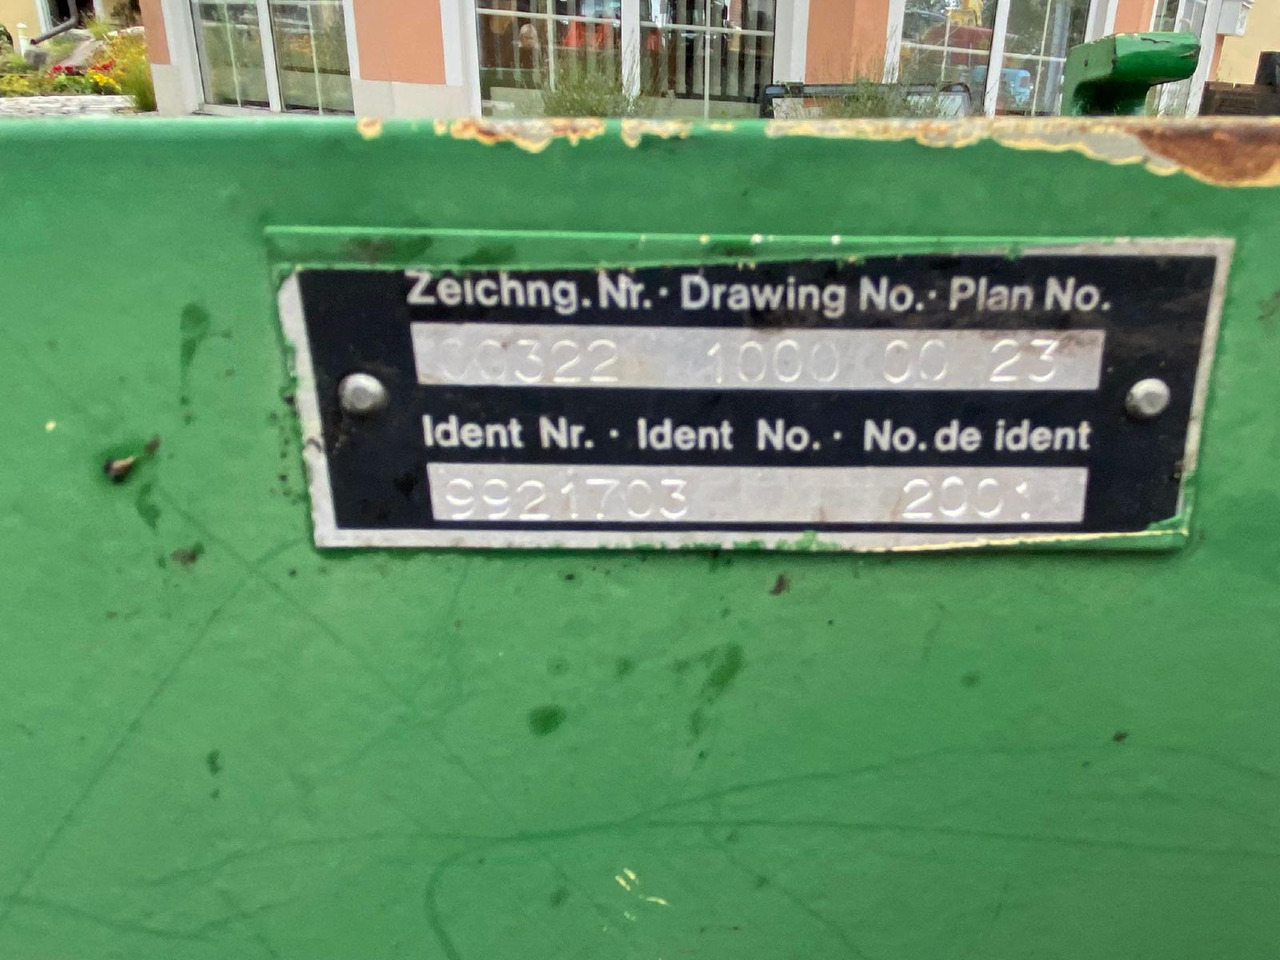 Zeichng. Nr. · Drawing No. · Plan No.
00322 1000 00 23
Ident Nr. · Ident No. · No. de ident
9921703 2001